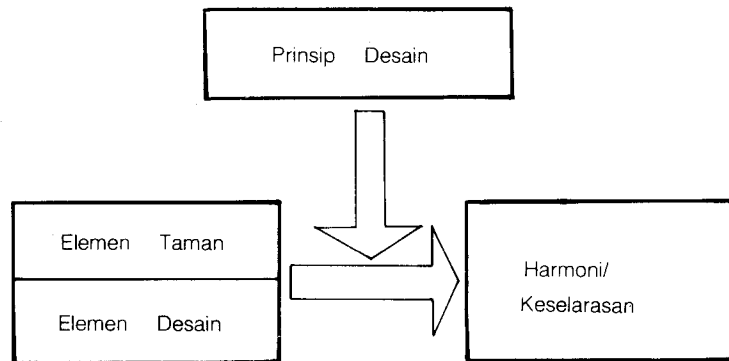 Prinsip Desain
Elemen Taman
Elemen Desain
Harmoni/
Keselarasan